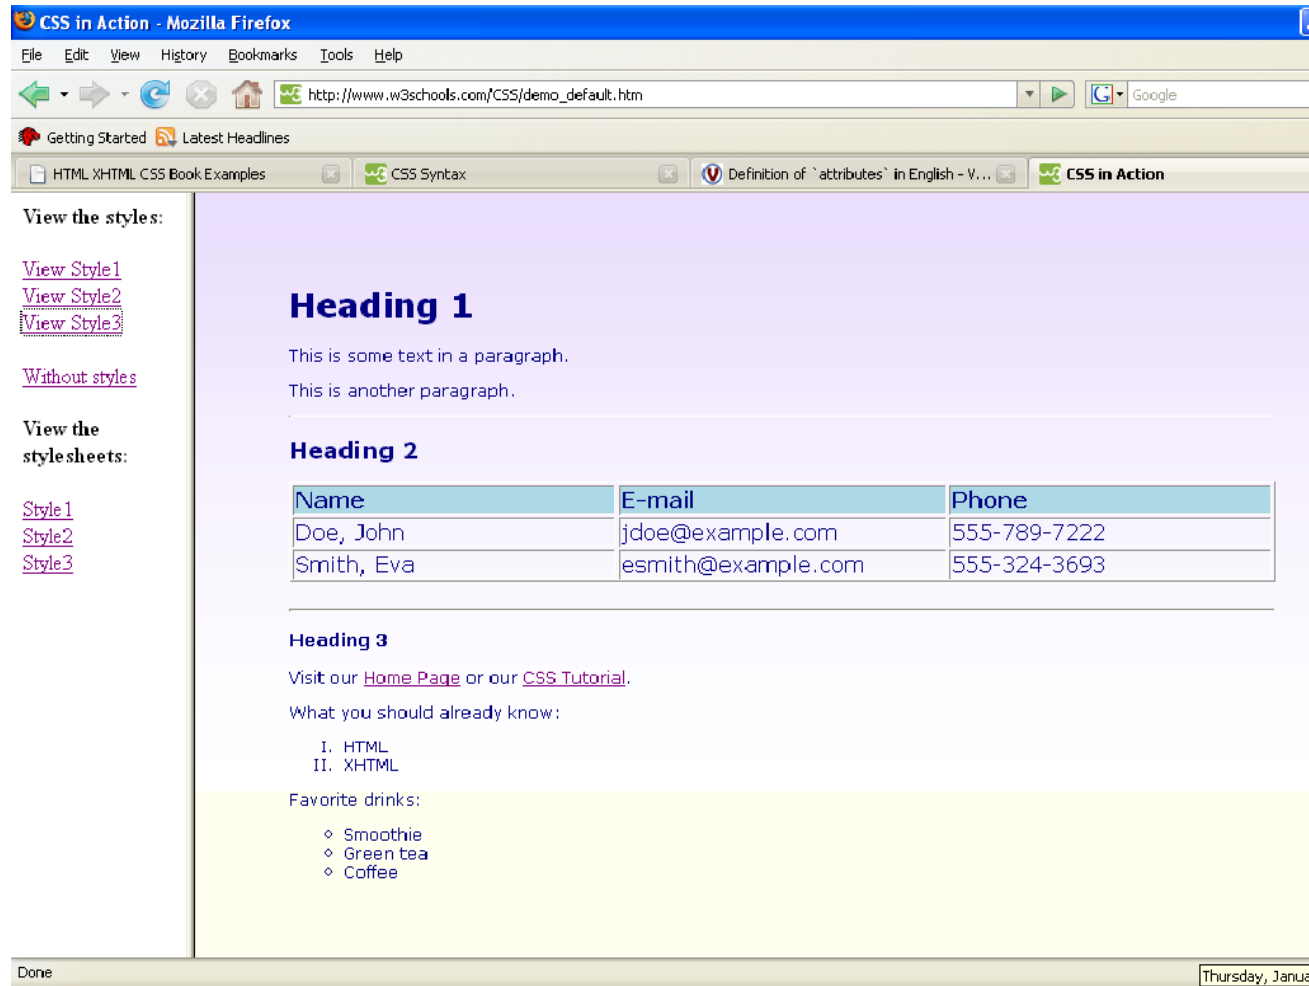 CSS in Action - Mozilla Firefox
File Edit View History Bookmarks Tools Help
http://www.w3schools.com/CSS/demo_default.htm
Google
Getting Started Latest Headlines
HTML XHTML CSS Book Examples CSS Syntax Definition of `attributes` in English - V... CSS in Action
View the styles:
View Style1
View Style2
View Style3
Without styles
View the
stylesheets:
Style1
Style2
Style3
Heading 1
This is some text in a paragraph.
This is another paragraph.
Heading 2
Name E-mail Phone
Doe, John jdoe@example.com 555-789-7222
Smith, Eva esmith@example.com 555-324-3693
Heading 3
Visit our Home Page or our CSS Tutorial.
What you should already know:
I. HTML
II. XHTML
Favorite drinks:
Smoothie
Green tea
Coffee
Done
Thursday, Janua